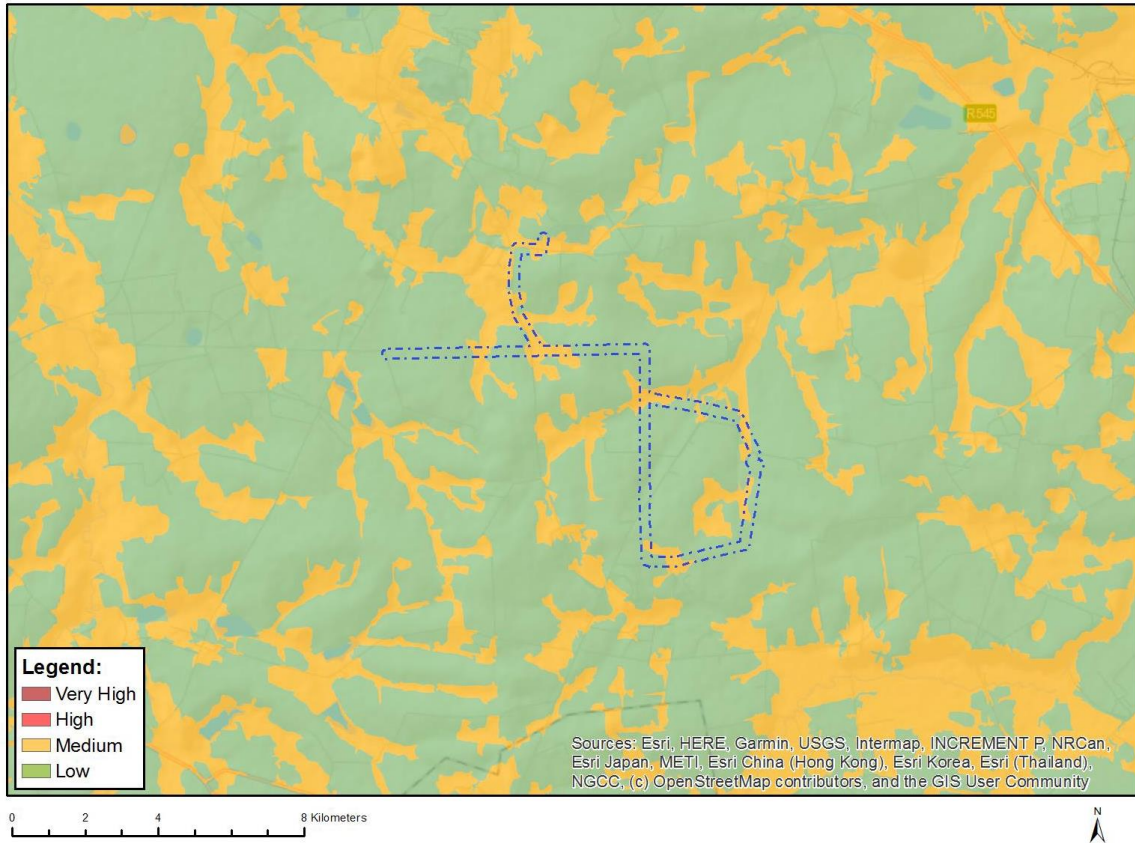 R545
Legend:
Very High
High
Medium
Low
Sources: Esri, HERE, Garmin, USGS, Intermap, INCREMENT P, NRCan,
Esri Japan, METI, Esri China (Hong Kong), Esri Korea, Esri (Thailand),
NGCC, (c) OpenStreetMap contributors, and the GIS User Community
0 2 4 8 Kilometers
N